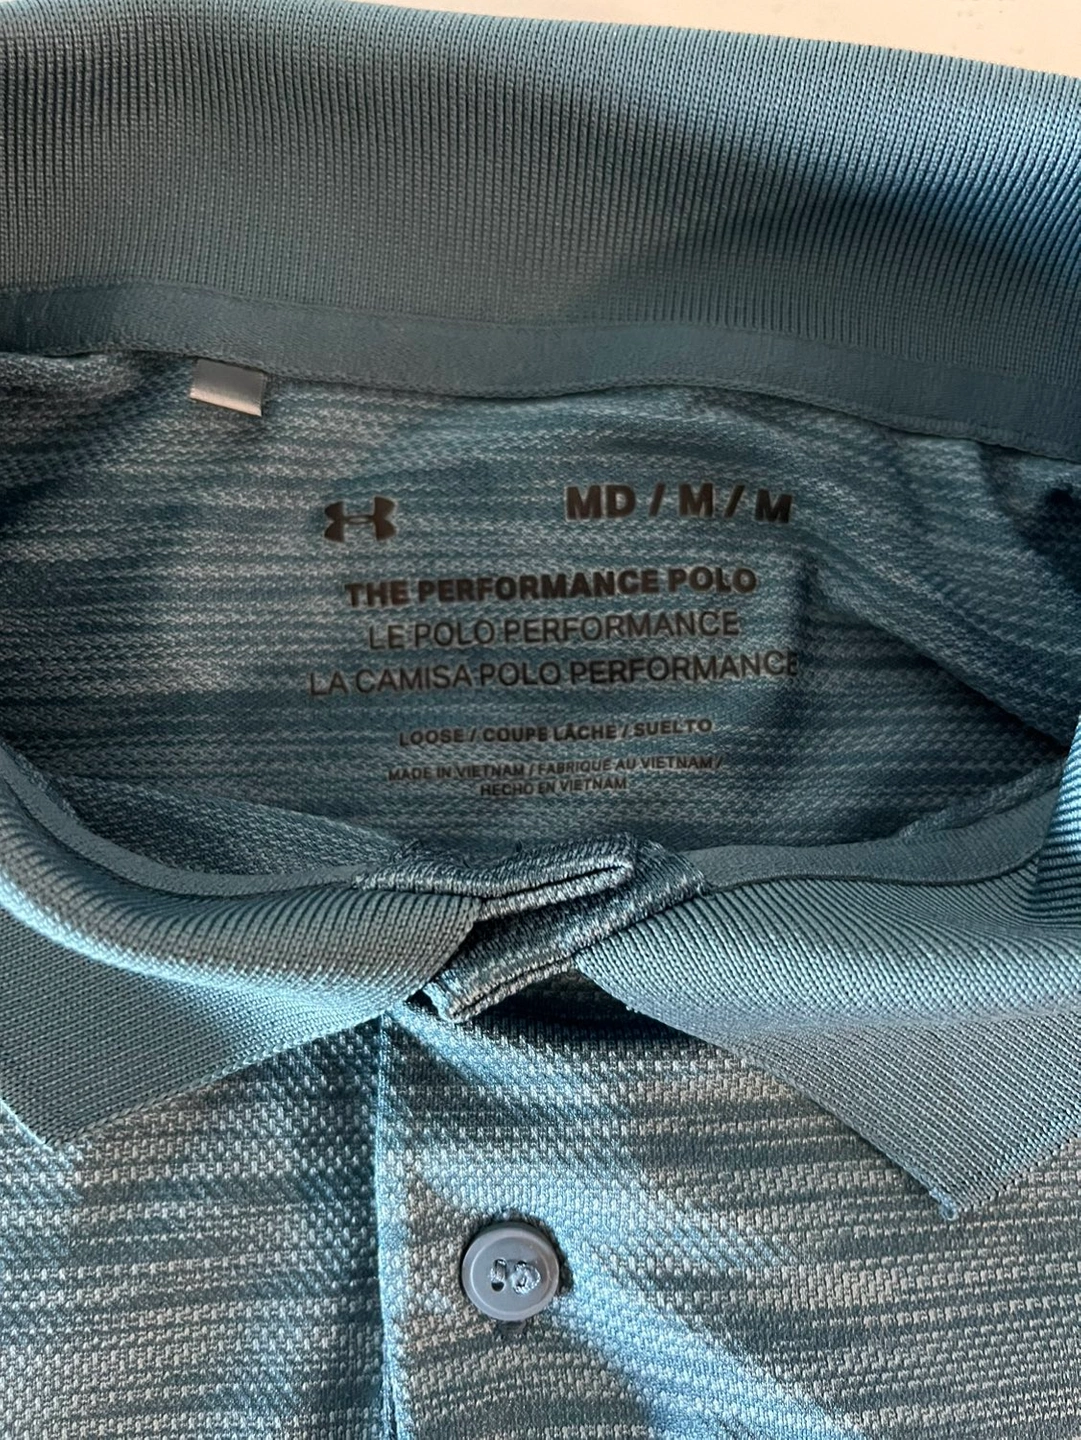 MD / M / M
THE PERFORMANCE POLO
LE POLO PERFORMANCE
LA CAMISA POLO PERFORMANCE
LOOSE / COUPE LÂCHE / SUELTO
MADE IN VIETNAM / FABRIQUÉ AU VIETNAM /
HECHO EN VIETNAM